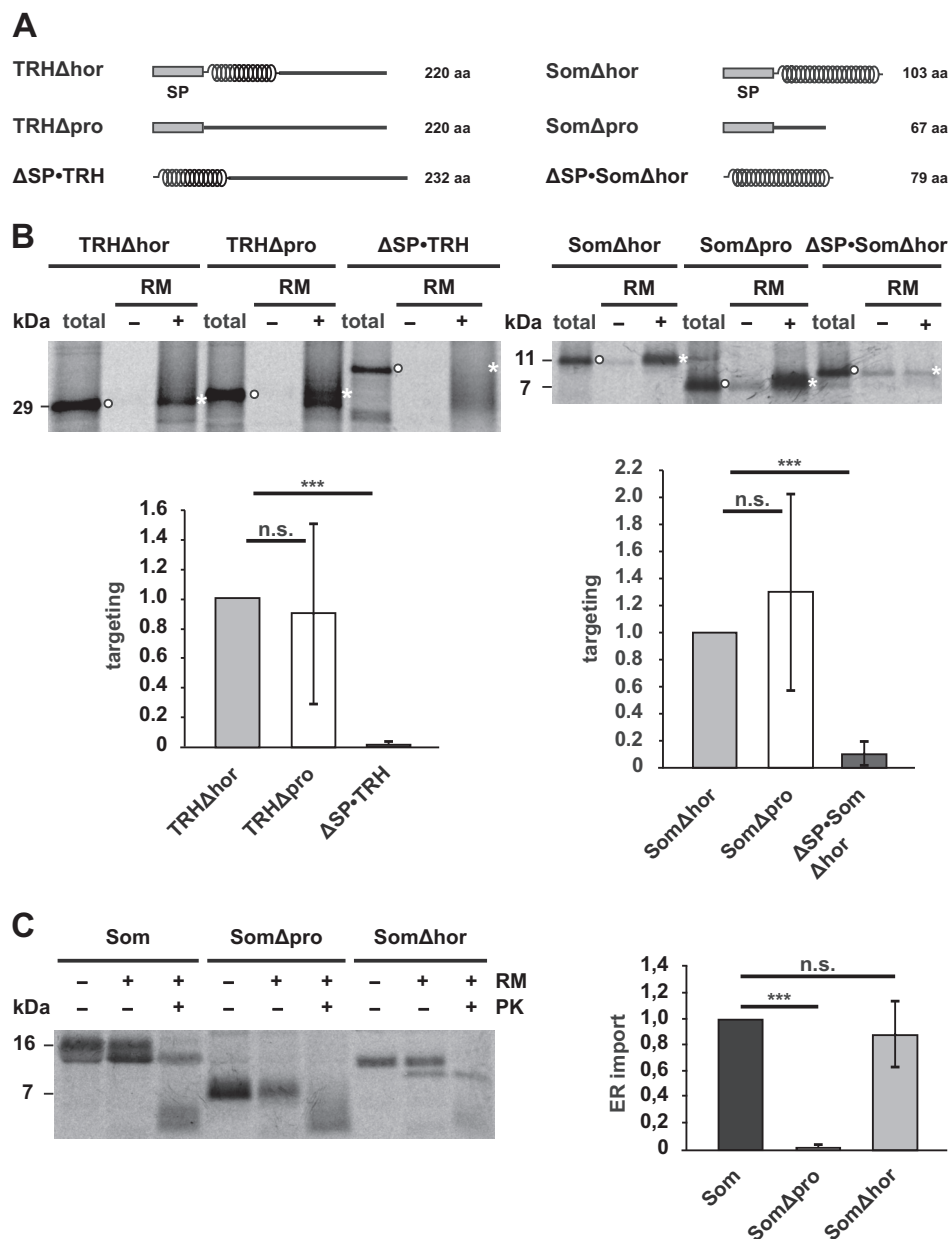 A
TRHΔhor 220 aa SomΔhor 103 aa
SP SP
TRHΔpro 220 aa SomΔpro 67 aa
ΔSP•TRH 232 aa ΔSP•SomΔhor 79 aa
B
TRHΔhor TRHΔpro ΔSP•TRH SomΔhor SomΔpro ΔSP•SomΔhor
RM RM RM RM RM RM
kDa total – + total – + total – + kDa total – + total – + total – +
* * * * * *
29
11
7
***
n.s.
1.6
1.4
1.2
1.0
0.8
0.6
0.4
0.2
0
targeting
TRHΔhor
TRHΔpro
ΔSP•TRH
***
n.s.
2.2
2.0
1.8
1.6
1.4
1.2
1.0
0.8
0.6
0.4
0.2
0
targeting
SomΔhor
SomΔpro
ΔSP•Som
Δhor
C
Som SomΔpro SomΔhor
– + + – + + – + + RM
kDa – – + – – + – – + PK
16
7
n.s.
***
1,4
1,2
1,0
0,8
0,6
0,4
0,2
0
ER import
Som
SomΔpro
SomΔhor